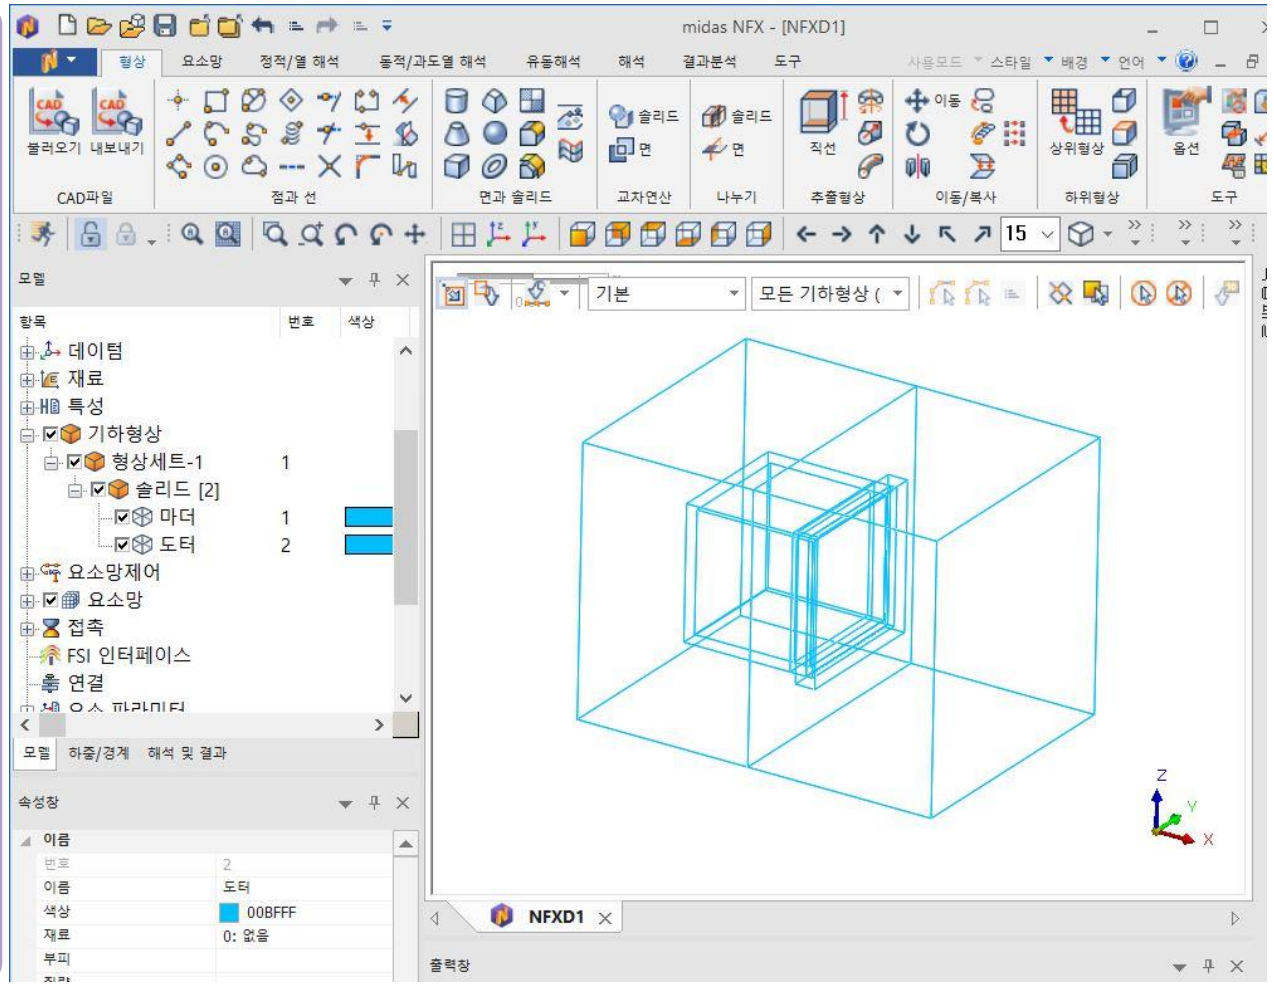 midas NFX - [NFXD1]
형상 요소망 정적/열 해석 동적/과도열 해석 유동해석 해석 결과분석 도구 사용모드 스타일 배경 언어
CAD CAD
불러오기 내보내기
솔리드
면
솔리드
면
직선
이동
상위형상
옵션
CAD파일 점과 선 면과 솔리드 교차연산 나누기 추출형상 이동/복사 하위형상 도구
15
모델
기본 모든 기하형상 (
항목 번호 색상
데이텀
재료
특성
기하형상
형상세트-1 1
솔리드 [2]
마더 1
도터 2
요소망제어
요소망
접촉
FSI 인터페이스
연결
요소 파라미터
모델 하중/경계 해석 및 결과
Z
Y
X
속성창
이름
번호 2
이름 도터
색상 00BFFF
재료 0: 없음
부피
질량
NFXD1
출력창